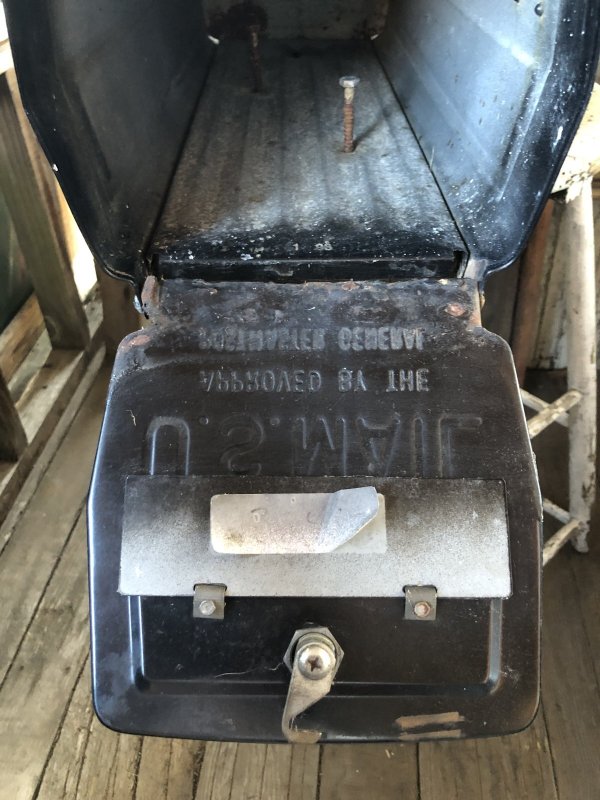 U.S. MAIL
APPROVED BY THE
POSTMASTER GENERAL